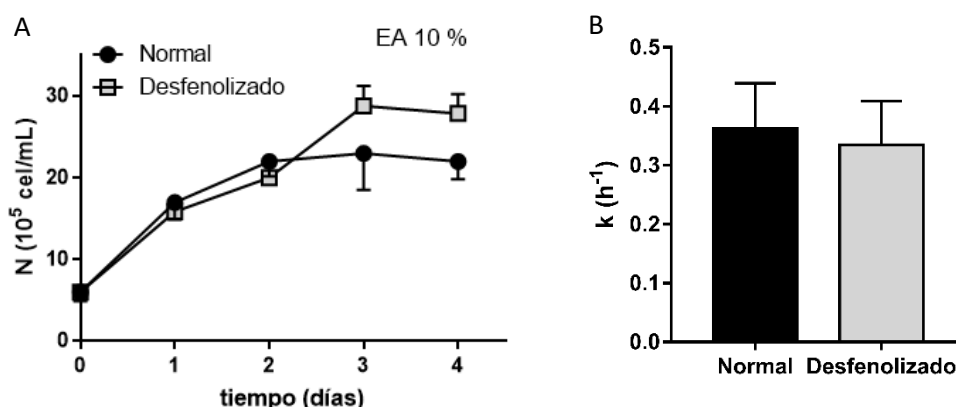 A
EA 10 %
Normal
Desfenolizado
N (10⁵ cel/mL)
30
20
10
0
0 1 2 3 4
tiempo (días)
B
k (h⁻¹)
0.5
0.4
0.3
0.2
0.1
0.0
Normal Desfenolizado